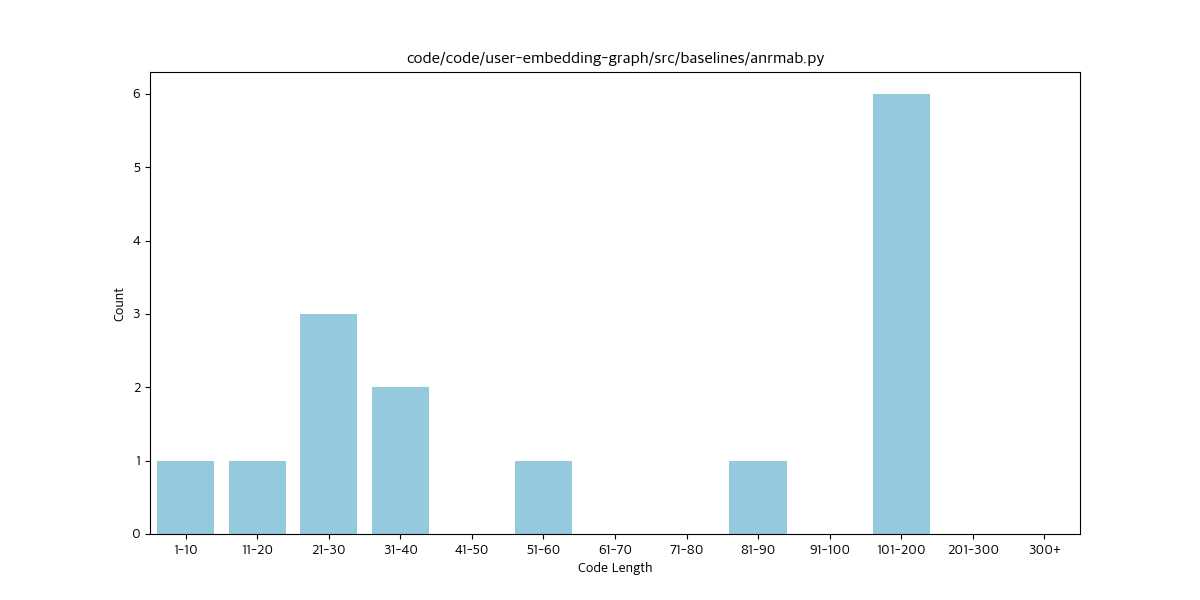 code/code/user-embedding-graph/src/baselines/anrmab.py
6
5
4
3
2
1
0
Count
1-10 11-20 21-30 31-40 41-50 51-60 61-70 71-80 81-90 91-100 101-200 201-300 300+
Code Length